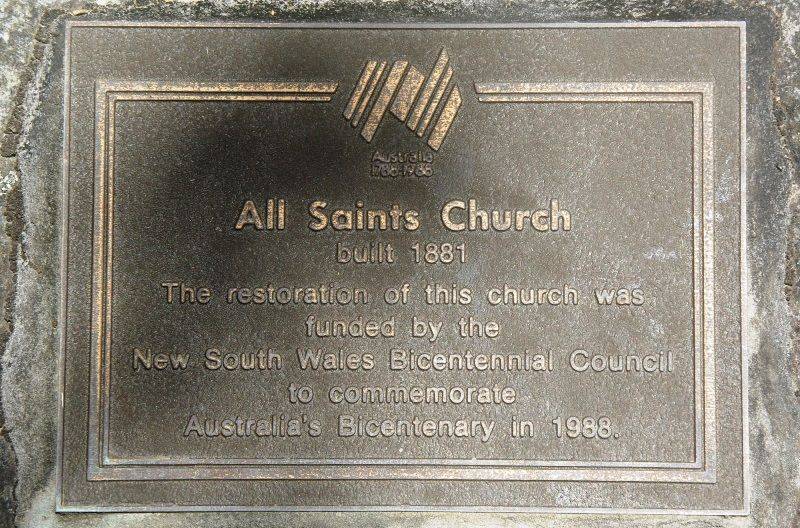 Australia
1788-1988
All Saints Church
built 1881
The restoration of this church was
funded by the
New South Wales Bicentennial Council
to commemorate
Australia's Bicentenary in 1988.